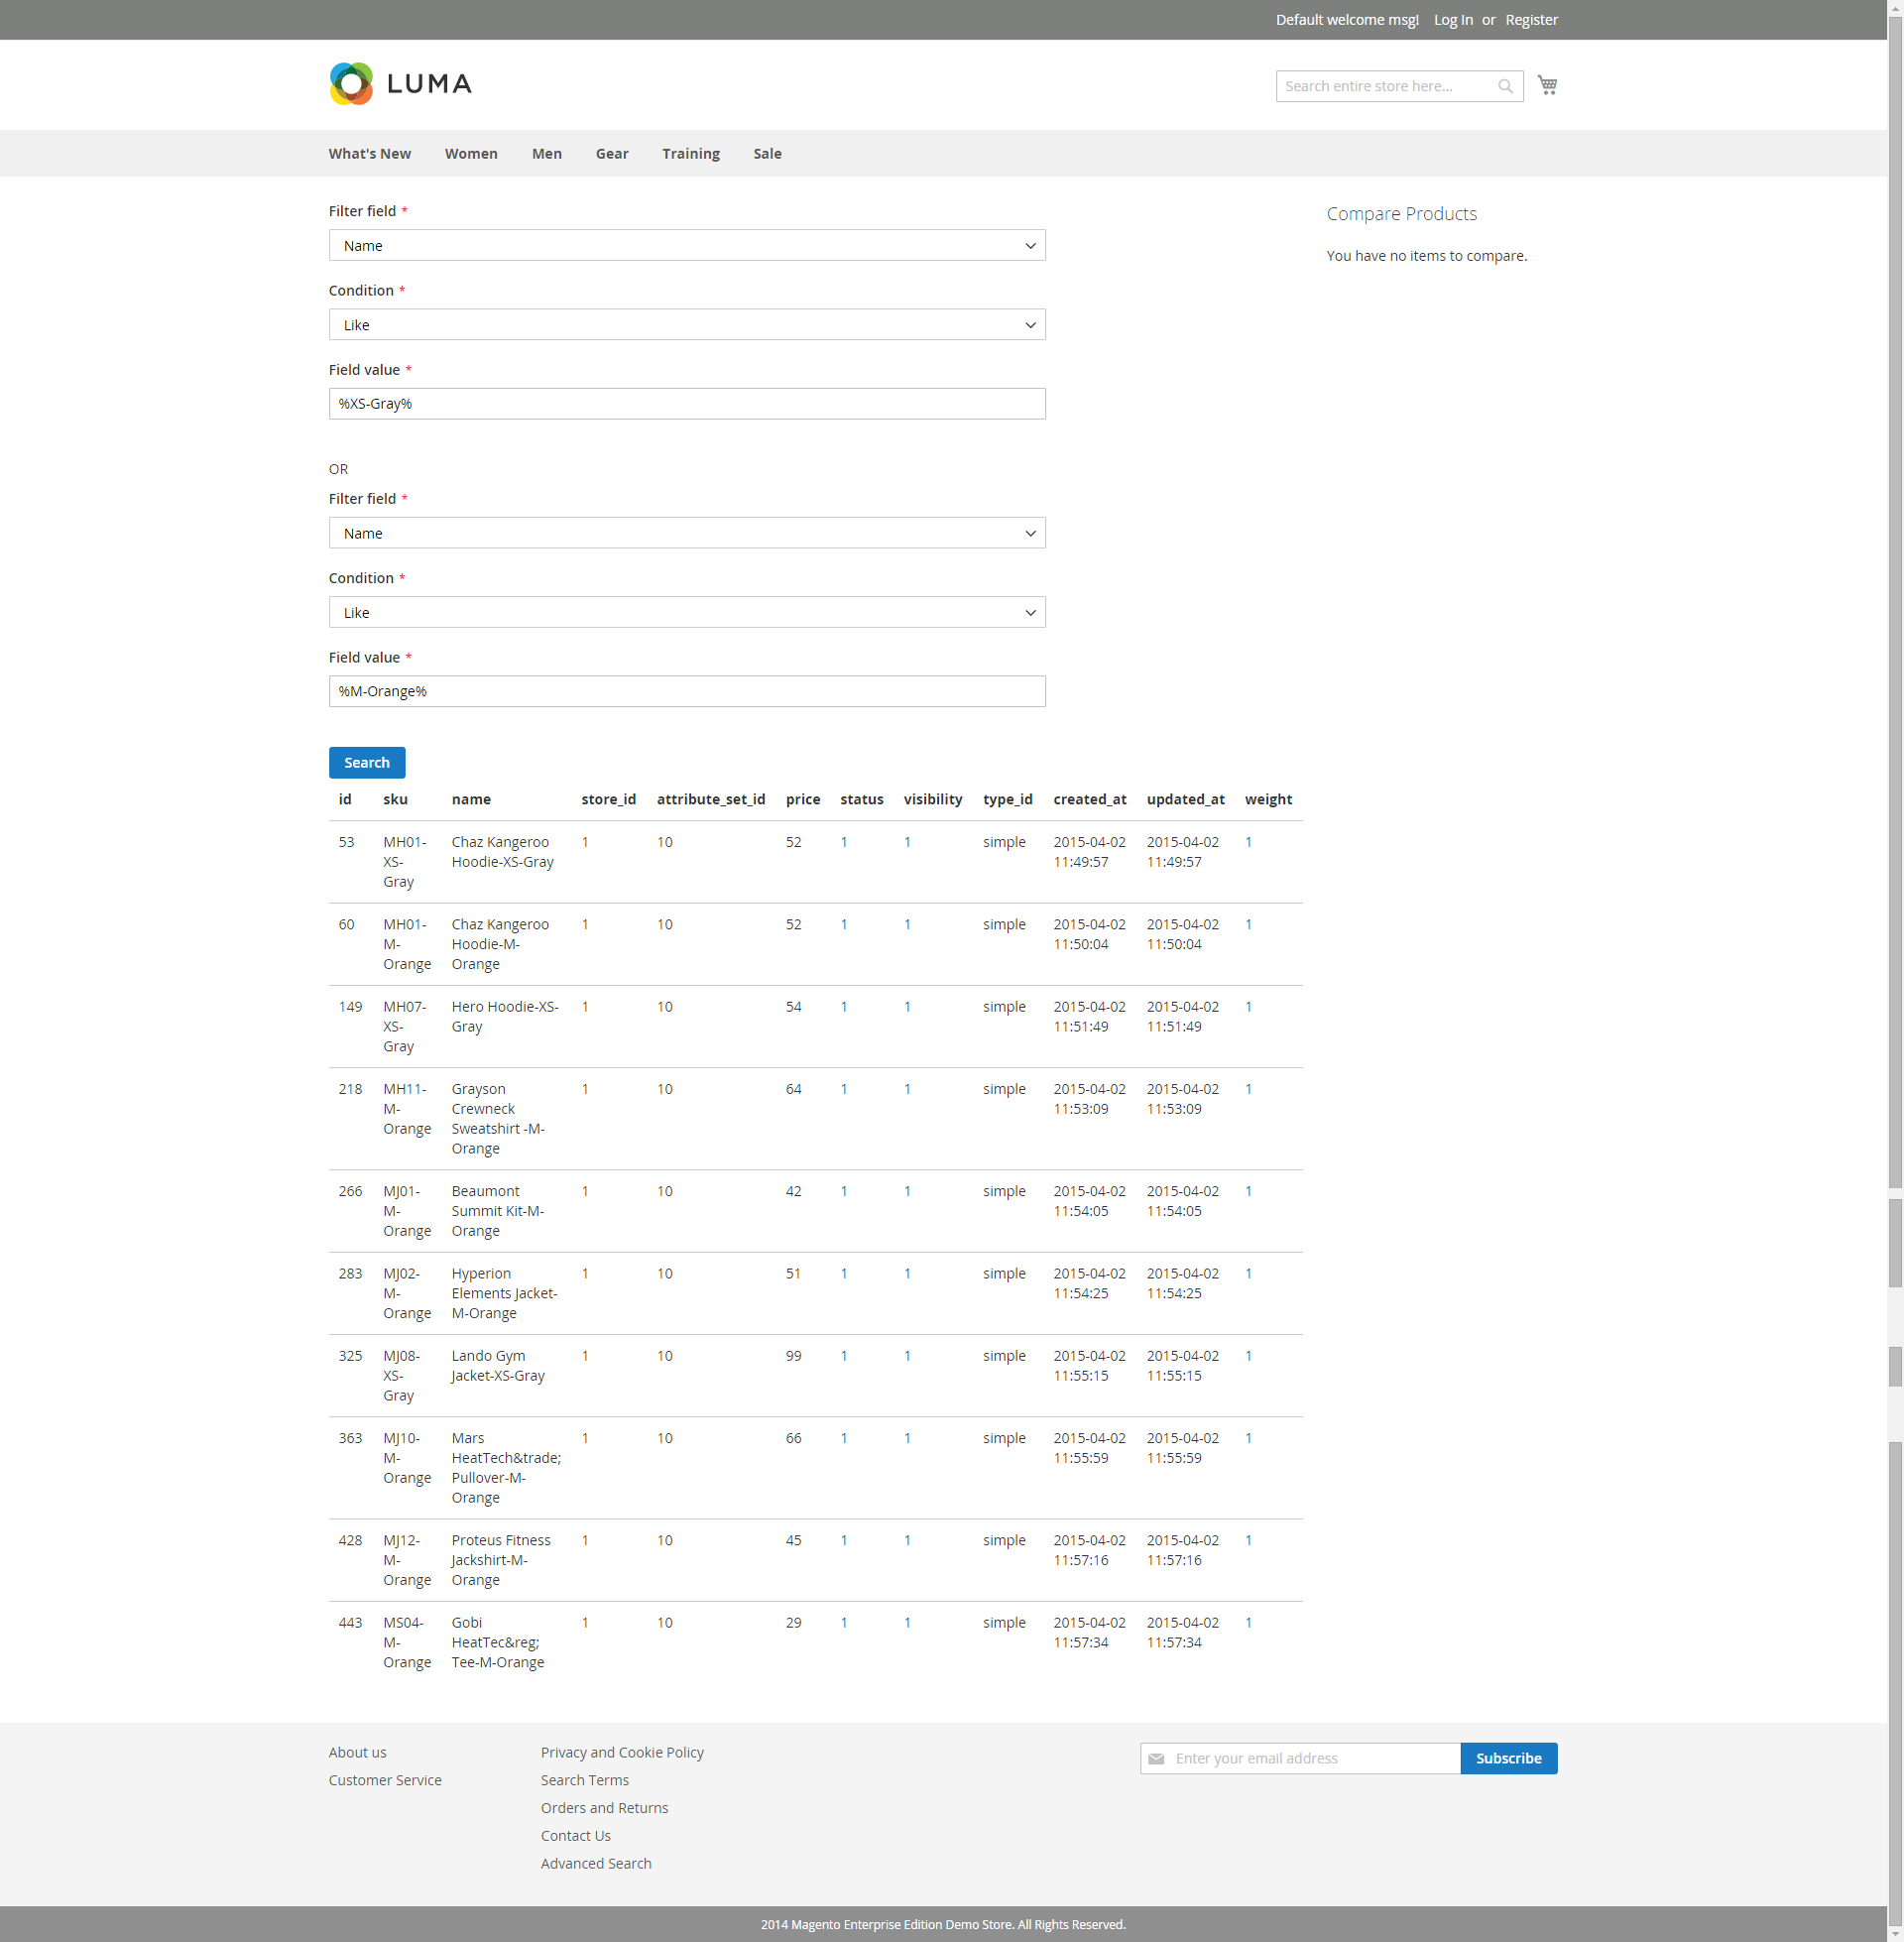 Default welcome msg! Log In or Register
LUMA
Search entire store here...
What's New Women Men Gear Training Sale
Filter field *
Name
Condition *
Like
Field value *
%XS-Gray%
OR
Filter field *
Name
Condition *
Like
Field value *
%M-Orange%
Search
Compare Products
You have no items to compare.
id sku name store_id attribute_set_id price status visibility type_id created_at updated_at weight
53 MH01- Chaz Kangeroo 1 10 52 1 1 simple 2015-04-02 2015-04-02 1
XS- Hoodie-XS-Gray 11:49:57 11:49:57
Gray
60 MH01- Chaz Kangeroo 1 10 52 1 1 simple 2015-04-02 2015-04-02 1
M- Hoodie-M- 11:50:04 11:50:04
Orange Orange
149 MH07- Hero Hoodie-XS- 1 10 54 1 1 simple 2015-04-02 2015-04-02 1
XS- Gray 11:51:49 11:51:49
Gray
218 MH11- Grayson 1 10 64 1 1 simple 2015-04-02 2015-04-02 1
M- Crewneck 11:53:09 11:53:09
Orange Sweatshirt -M-
Orange
266 MJ01- Beaumont 1 10 42 1 1 simple 2015-04-02 2015-04-02 1
M- Summit Kit-M- 11:54:05 11:54:05
Orange Orange
283 MJ02- Hyperion 1 10 51 1 1 simple 2015-04-02 2015-04-02 1
M- Elements Jacket- 11:54:25 11:54:25
Orange M-Orange
325 MJ08- Lando Gym 1 10 99 1 1 simple 2015-04-02 2015-04-02 1
XS- Jacket-XS-Gray 11:55:15 11:55:15
Gray
363 MJ10- Mars 1 10 66 1 1 simple 2015-04-02 2015-04-02 1
M- HeatTech&trade; 11:55:59 11:55:59
Orange Pullover-M-
Orange
428 MJ12- Proteus Fitness 1 10 45 1 1 simple 2015-04-02 2015-04-02 1
M- Jackshirt-M- 11:57:16 11:57:16
Orange Orange
443 MS04- Gobi 1 10 29 1 1 simple 2015-04-02 2015-04-02 1
M- HeatTec&reg; 11:57:34 11:57:34
Orange Tee-M-Orange
About us
Customer Service
Privacy and Cookie Policy
Search Terms
Orders and Returns
Contact Us
Advanced Search
Enter your email address Subscribe
2014 Magento Enterprise Edition Demo Store. All Rights Reserved.